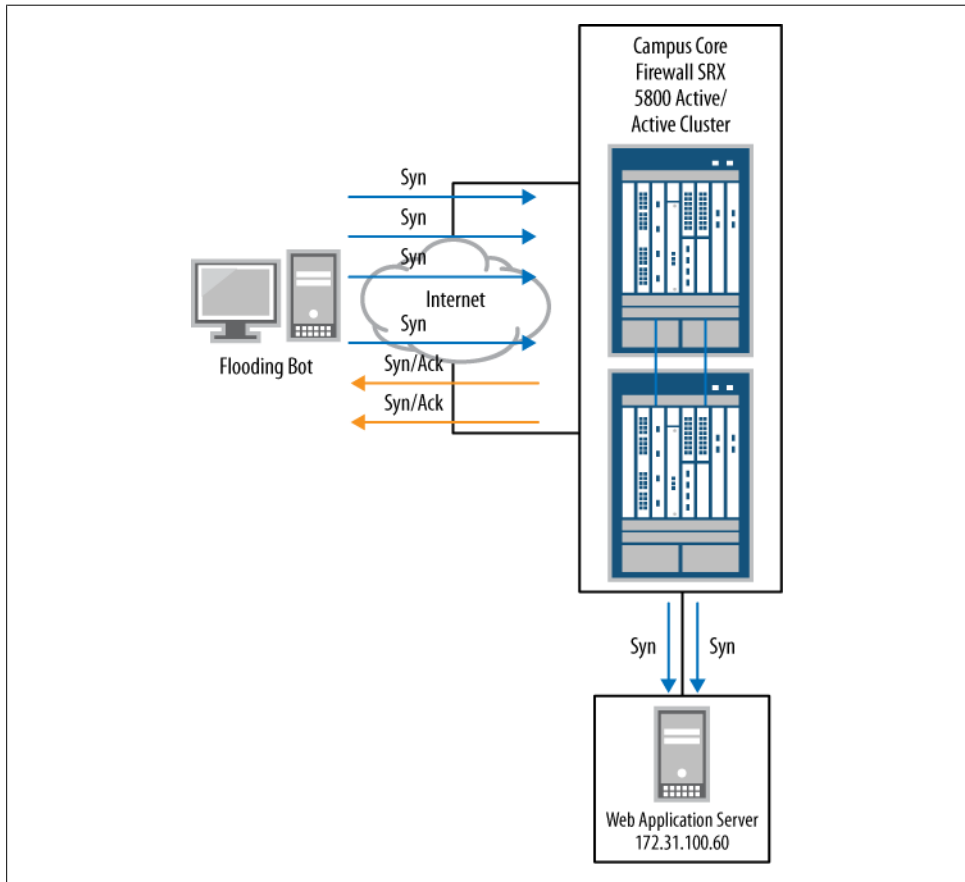 Campus Core
Firewall SRX
5800 Active/
Active Cluster
Syn
Syn
Syn
Internet
Syn
Flooding Bot
Syn/Ack
Syn/Ack
Syn
Syn
Web Application Server
172.31.100.60